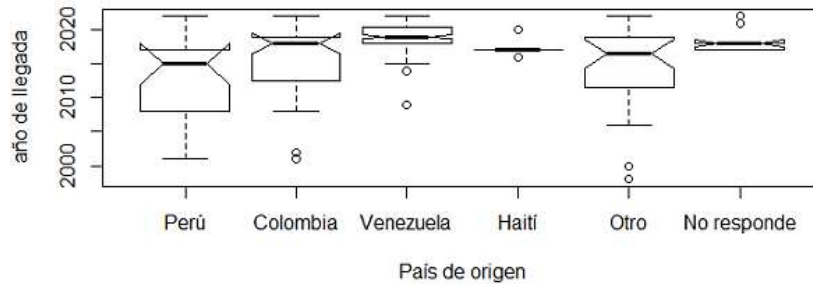 2020
2010
2000
año de llegada
Perú
Colombia
Venezuela
Haití
Otro
No responde
País de origen